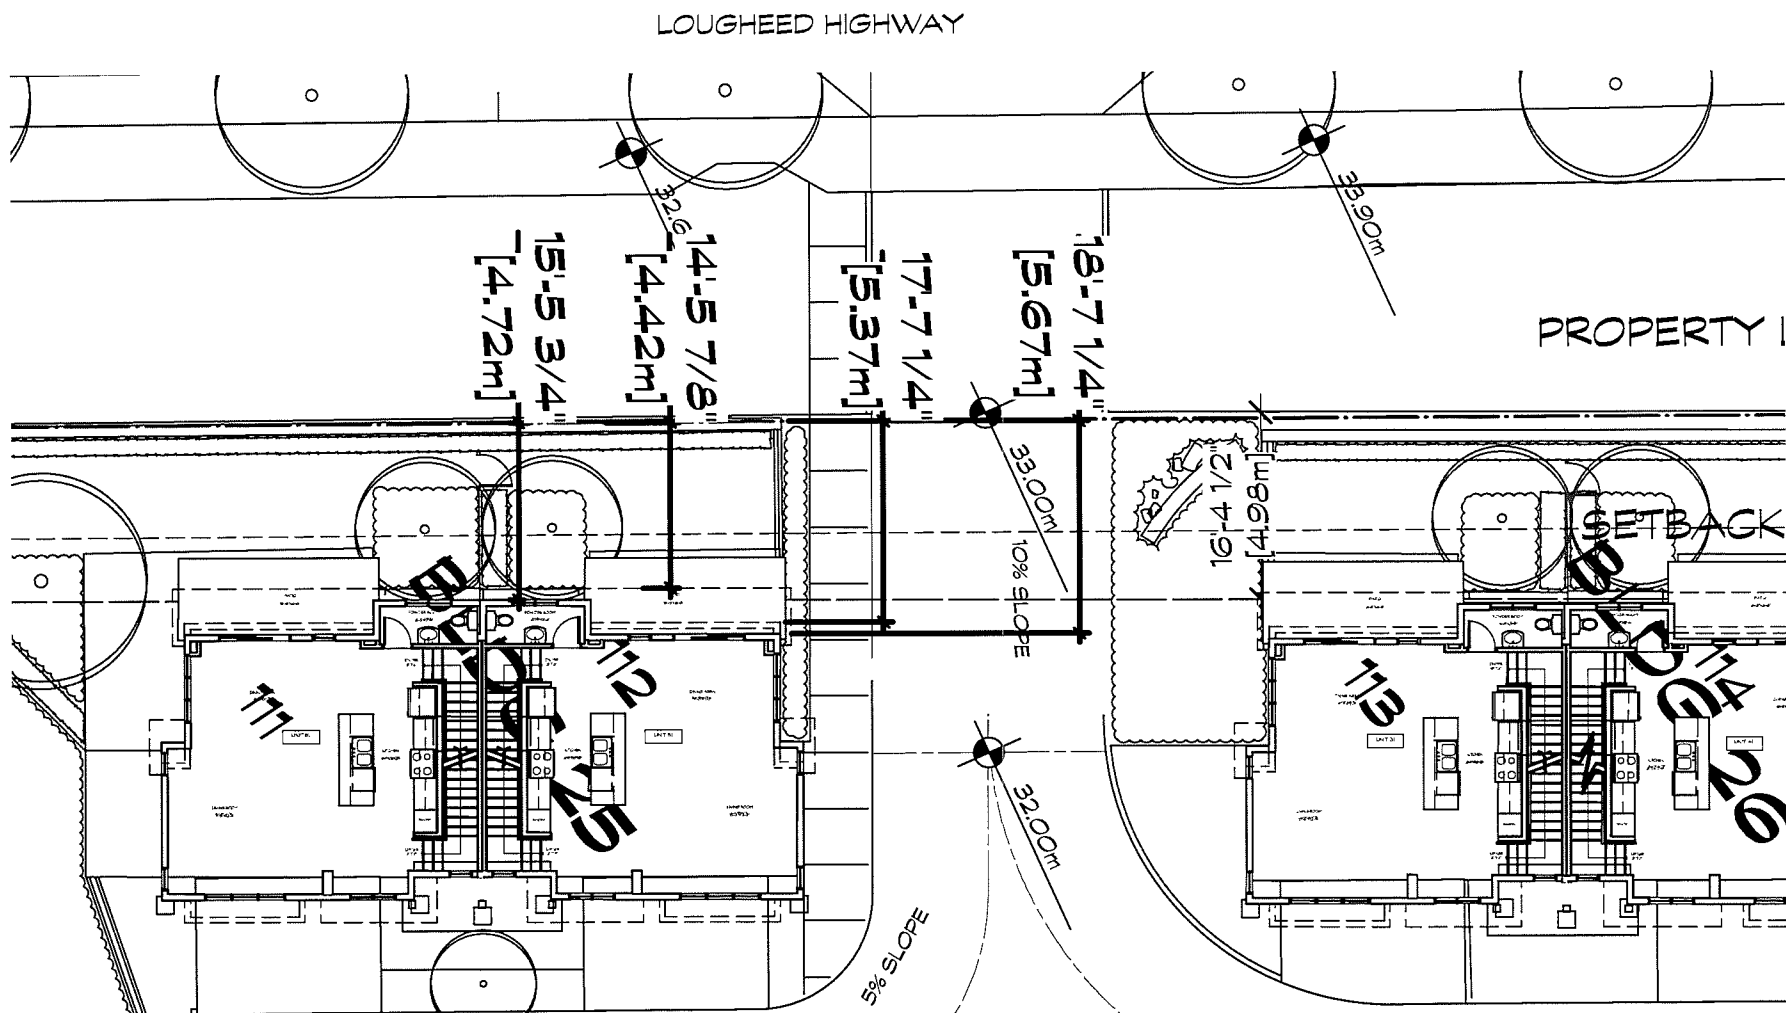 LOUGHEED HIGHWAY
32.6
33.90m
15'-5 3/4"
[4.72m]
14'-5 7/8"
[4.42m]
17'-7 1/4"
[5.37m]
18'-7 1/4"
[5.67m]
PROPERTY L
33.00m
16'-4 1/2"
[4.98m]
10% SLOPE
SETBACK
BLDG 25
BLDG 26
111
112
113
114
32.00m
5% SLOPE